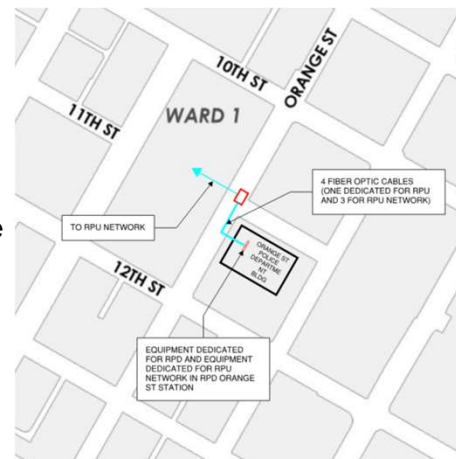 10TH ST
ORANGE ST
11TH ST
WARD 1
4 FIBER OPTIC CABLES
(ONE DEDICATED FOR RPU
AND 3 FOR RPU NETWORK)
TO RPU NETWORK
ORANGE ST
POLICE
DEPARTME
NT
BLDG
12TH ST
EQUIPMENT DEDICATED
FOR RPD AND EQUIPMENT
DEDICATED FOR RPU
NETWORK IN RPD ORANGE
ST STATION